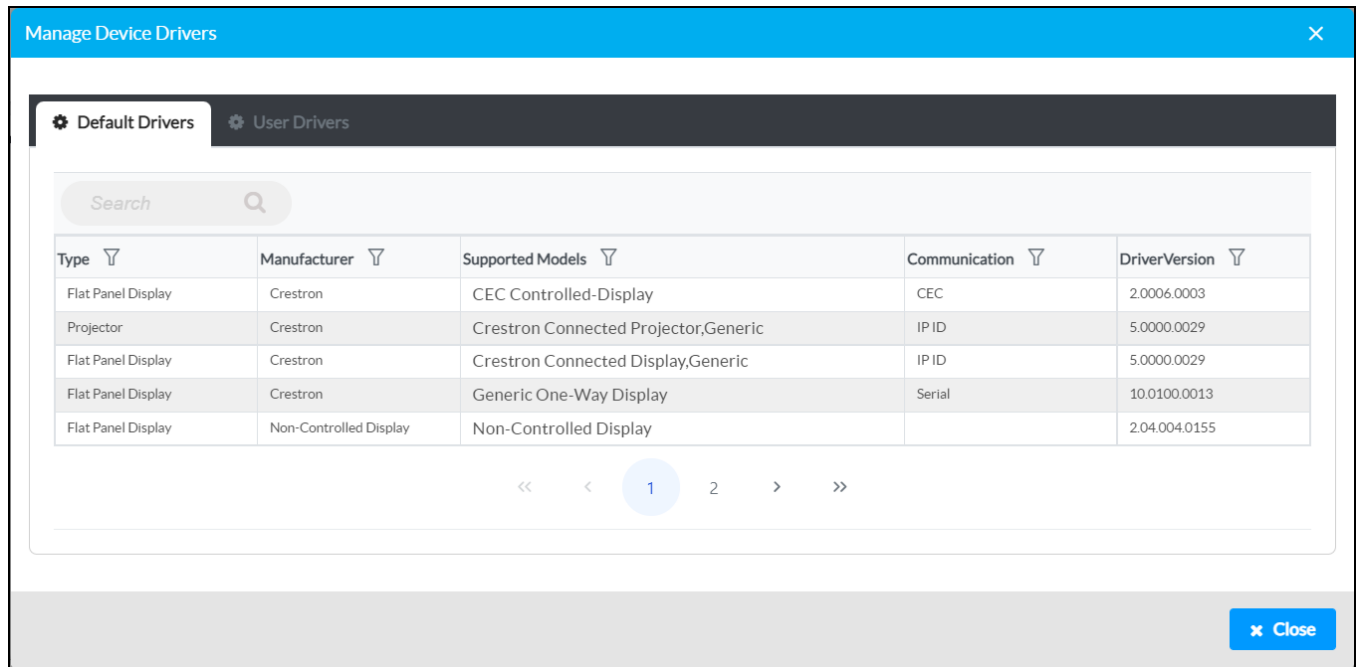 Manage Device Drivers
Default Drivers User Drivers
Search
Type Manufacturer Supported Models Communication DriverVersion
Flat Panel Display Crestron CEC Controlled-Display CEC 2.0006.0003
Projector Crestron Crestron Connected Projector,Generic IP ID 5.0000.0029
Flat Panel Display Crestron Crestron Connected Display,Generic IP ID 5.0000.0029
Flat Panel Display Crestron Generic One-Way Display Serial 10.0100.0013
Flat Panel Display Non-Controlled Display Non-Controlled Display 2.04.004.0155
1 2
Close